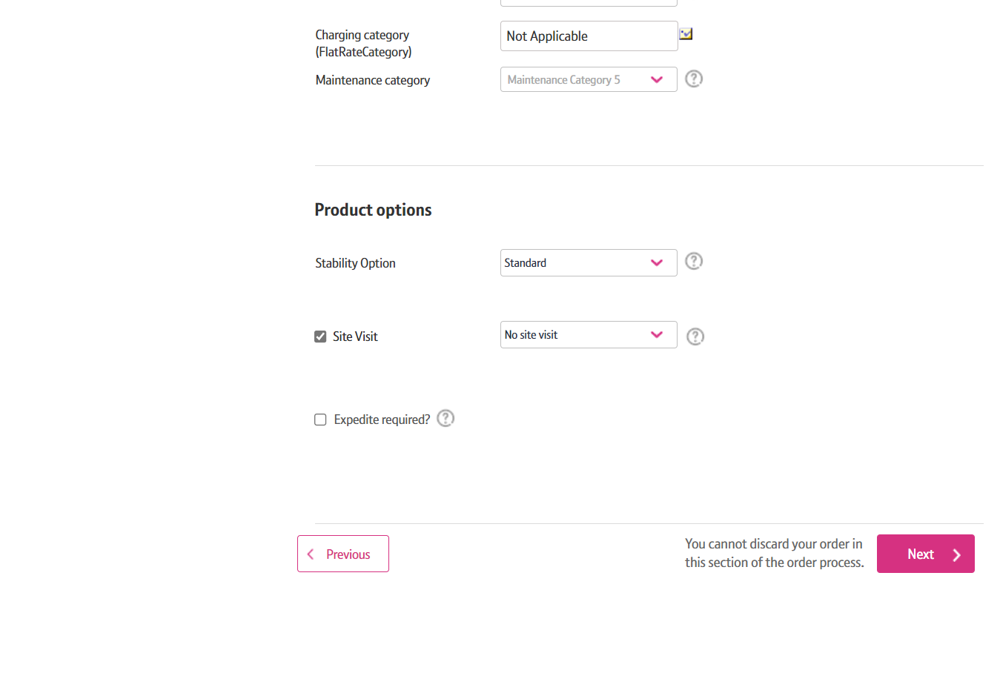 Charging category
(FlatRateCategory)
Not Applicable
Maintenance category
Maintenance Category 5
?
Product options
Stability Option
Standard
?
Site Visit
No site visit
?
Expedite required?
?
Previous
You cannot discard your order in
this section of the order process.
Next